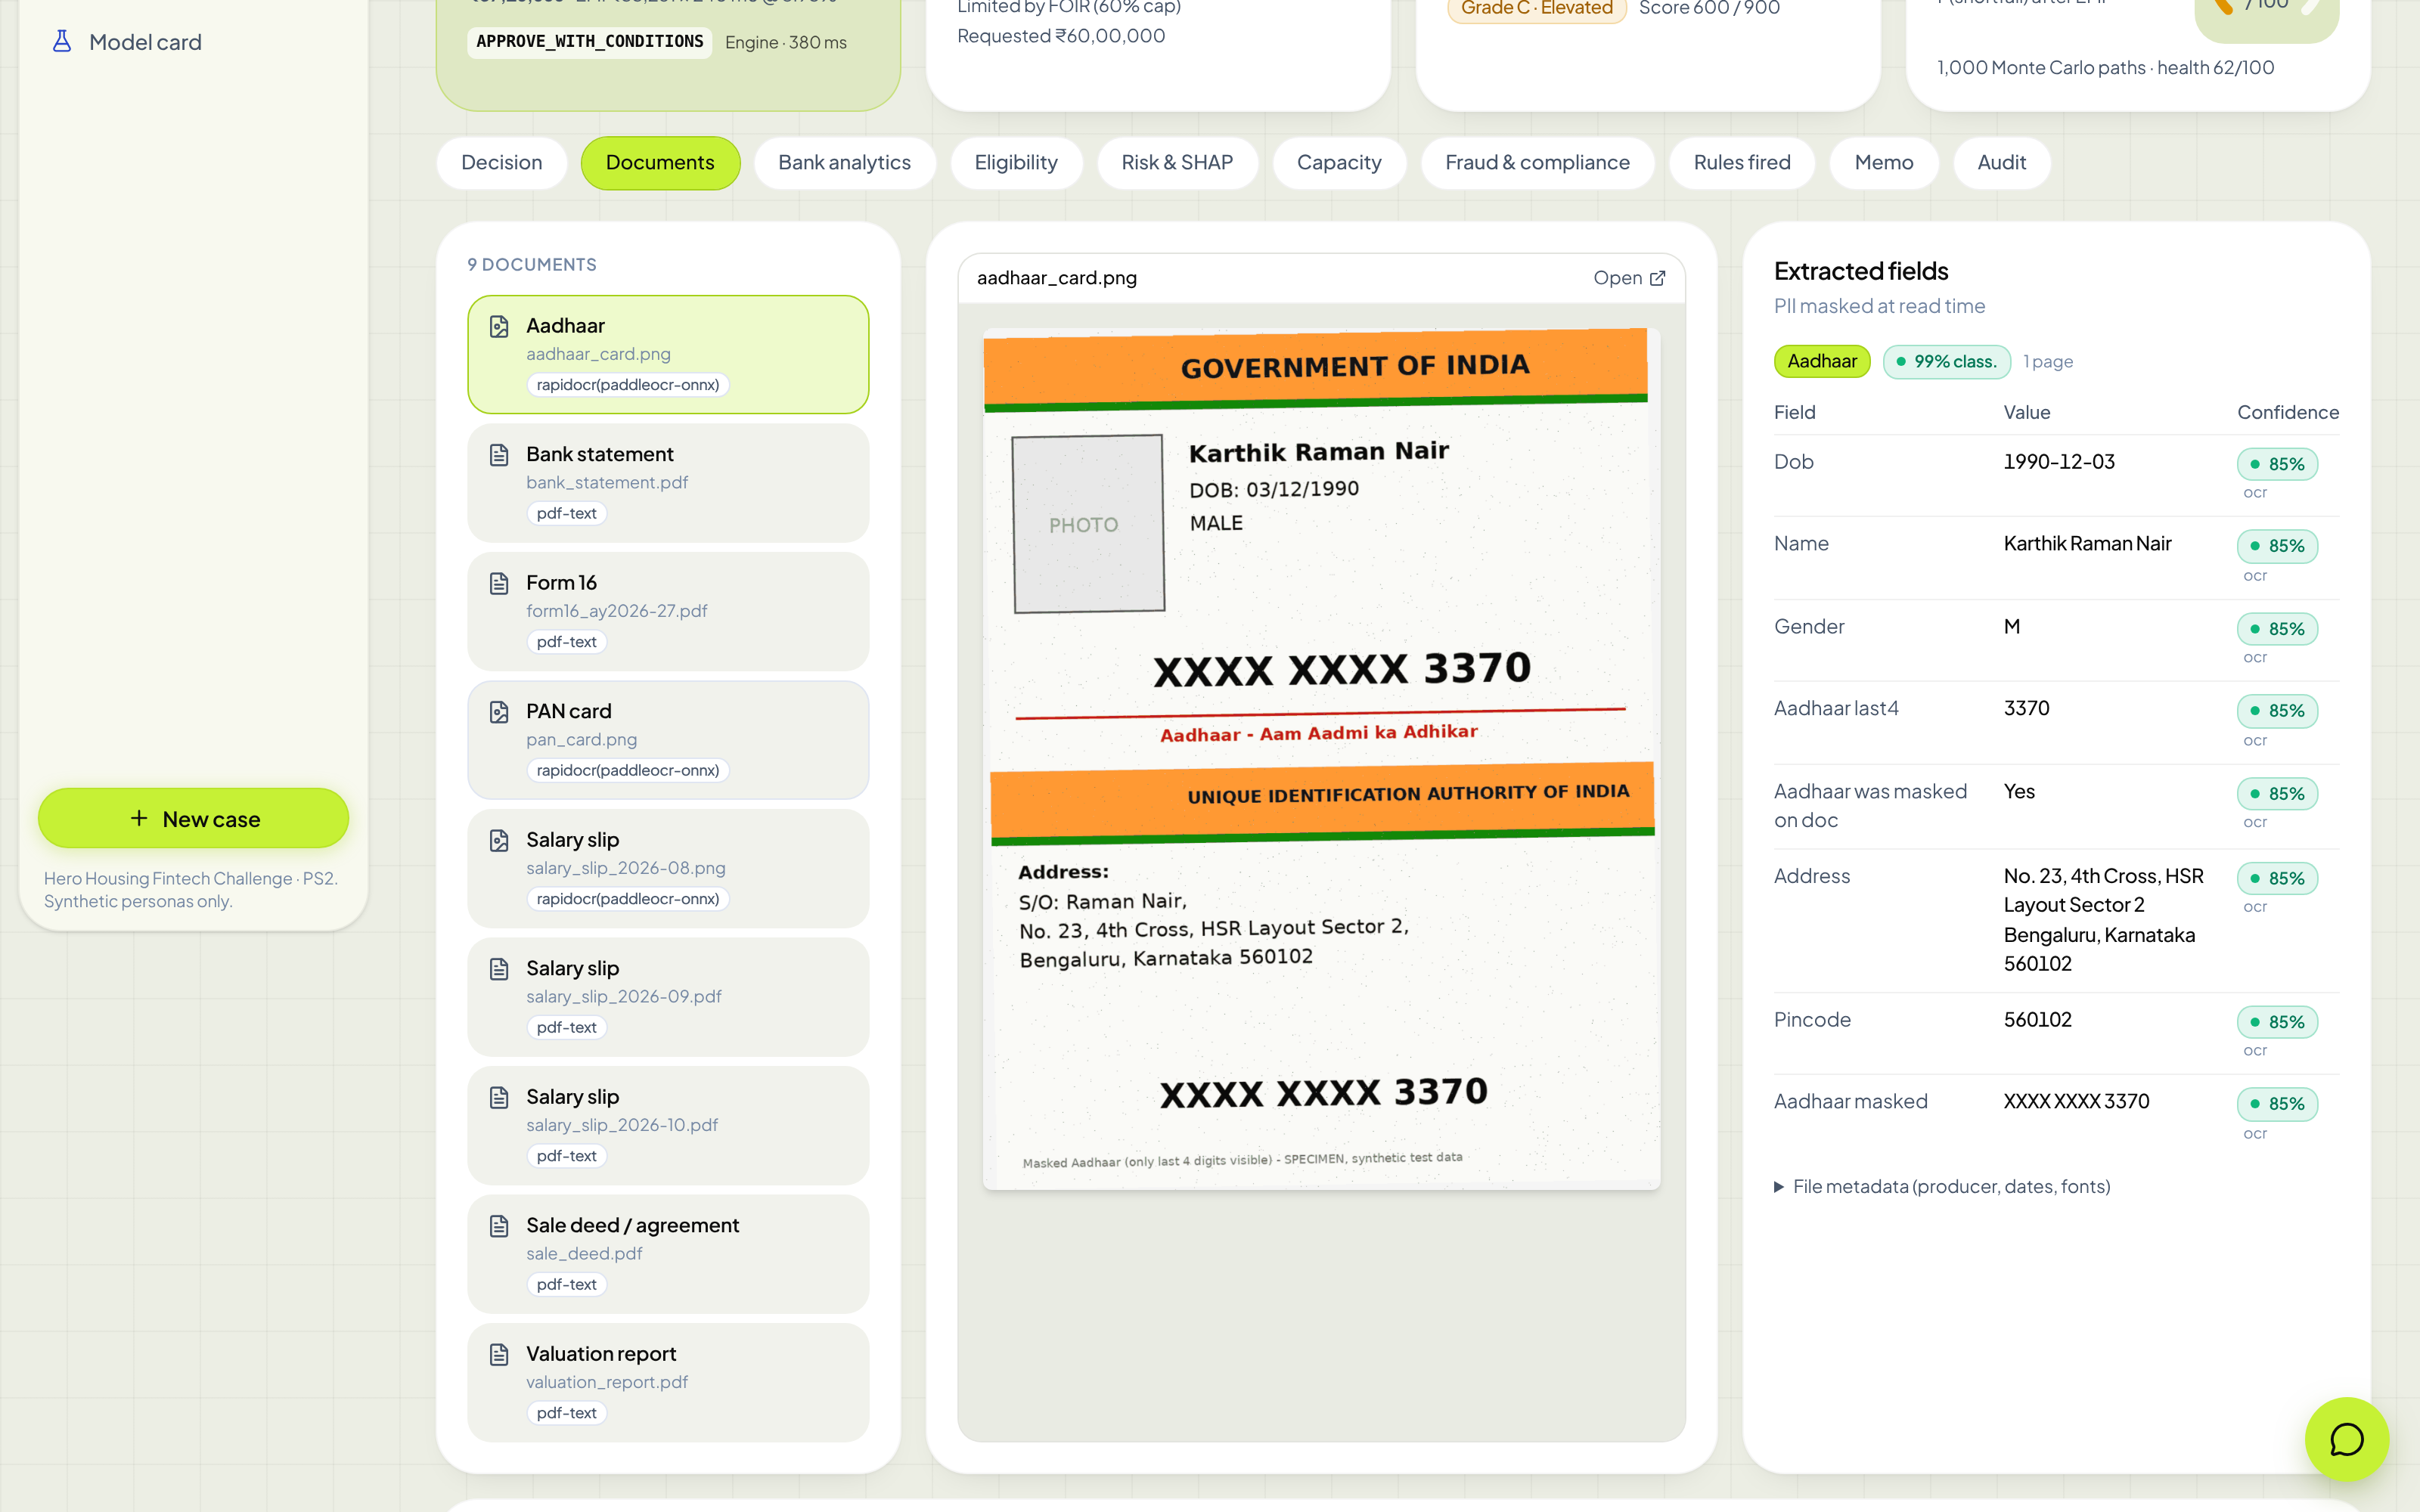 Model card
APPROVE_WITH_CONDITIONS
Engine · 380 ms
Limited by FOIR (60% cap)
Requested ₹60,00,000
Grade C · Elevated
Score 600 / 900
/100
1,000 Monte Carlo paths · health 62/100
Decision
Documents
Bank analytics
Eligibility
Risk & SHAP
Capacity
Fraud & compliance
Rules fired
Memo
Audit
9 DOCUMENTS
Aadhaar
aadhaar_card.png
rapidocr(paddleocr-onnx)
Bank statement
bank_statement.pdf
pdf-text
Form 16
form16_ay2026-27.pdf
pdf-text
PAN card
pan_card.png
rapidocr(paddleocr-onnx)
Salary slip
salary_slip_2026-08.png
rapidocr(paddleocr-onnx)
Salary slip
salary_slip_2026-09.pdf
pdf-text
Salary slip
salary_slip_2026-10.pdf
pdf-text
Sale deed / agreement
sale_deed.pdf
pdf-text
Valuation report
valuation_report.pdf
pdf-text
New case
Hero Housing Fintech Challenge · PS2.
Synthetic personas only.
aadhaar_card.png
Open
GOVERNMENT OF INDIA
PHOTO
Karthik Raman Nair
DOB: 03/12/1990
MALE
XXXX XXXX 3370
Aadhaar - Aam Aadmi ka Adhikar
UNIQUE IDENTIFICATION AUTHORITY OF INDIA
Address:
S/O: Raman Nair,
No. 23, 4th Cross, HSR Layout Sector 2,
Bengaluru, Karnataka 560102
XXXX XXXX 3370
Masked Aadhaar (only last 4 digits visible) - SPECIMEN, synthetic test data
Extracted fields
PII masked at read time
Aadhaar
99% class.
1 page
Field Value Confidence
Dob 1990-12-03 85%
ocr
Name Karthik Raman Nair 85%
ocr
Gender M 85%
ocr
Aadhaar last4 3370 85%
ocr
Aadhaar was masked Yes 85%
on doc ocr
Address No. 23, 4th Cross, HSR 85%
Layout Sector 2 ocr
Bengaluru, Karnataka
560102
Pincode 560102 85%
ocr
Aadhaar masked XXXX XXXX 3370 85%
ocr
File metadata (producer, dates, fonts)